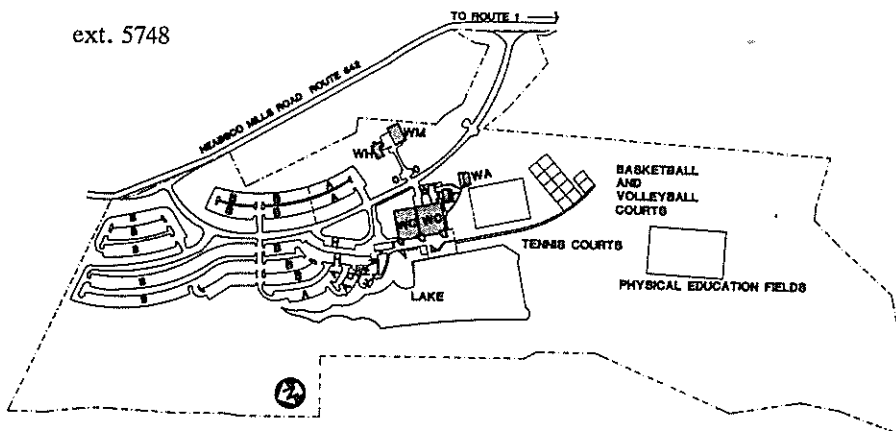 ext. 5748
TO ROUTE 1
NEABSCO MILLS ROAD ROUTE 642
WM
WH
WA
BASKETBALL
AND
VOLLEYBALL
COURTS
B
B
A
B
B
A
WC
WC
B
B
B
H
TENNIS COURTS
B
H
B
B
A
B
B
A
A
LAKE
PHYSICAL EDUCATION FIELDS